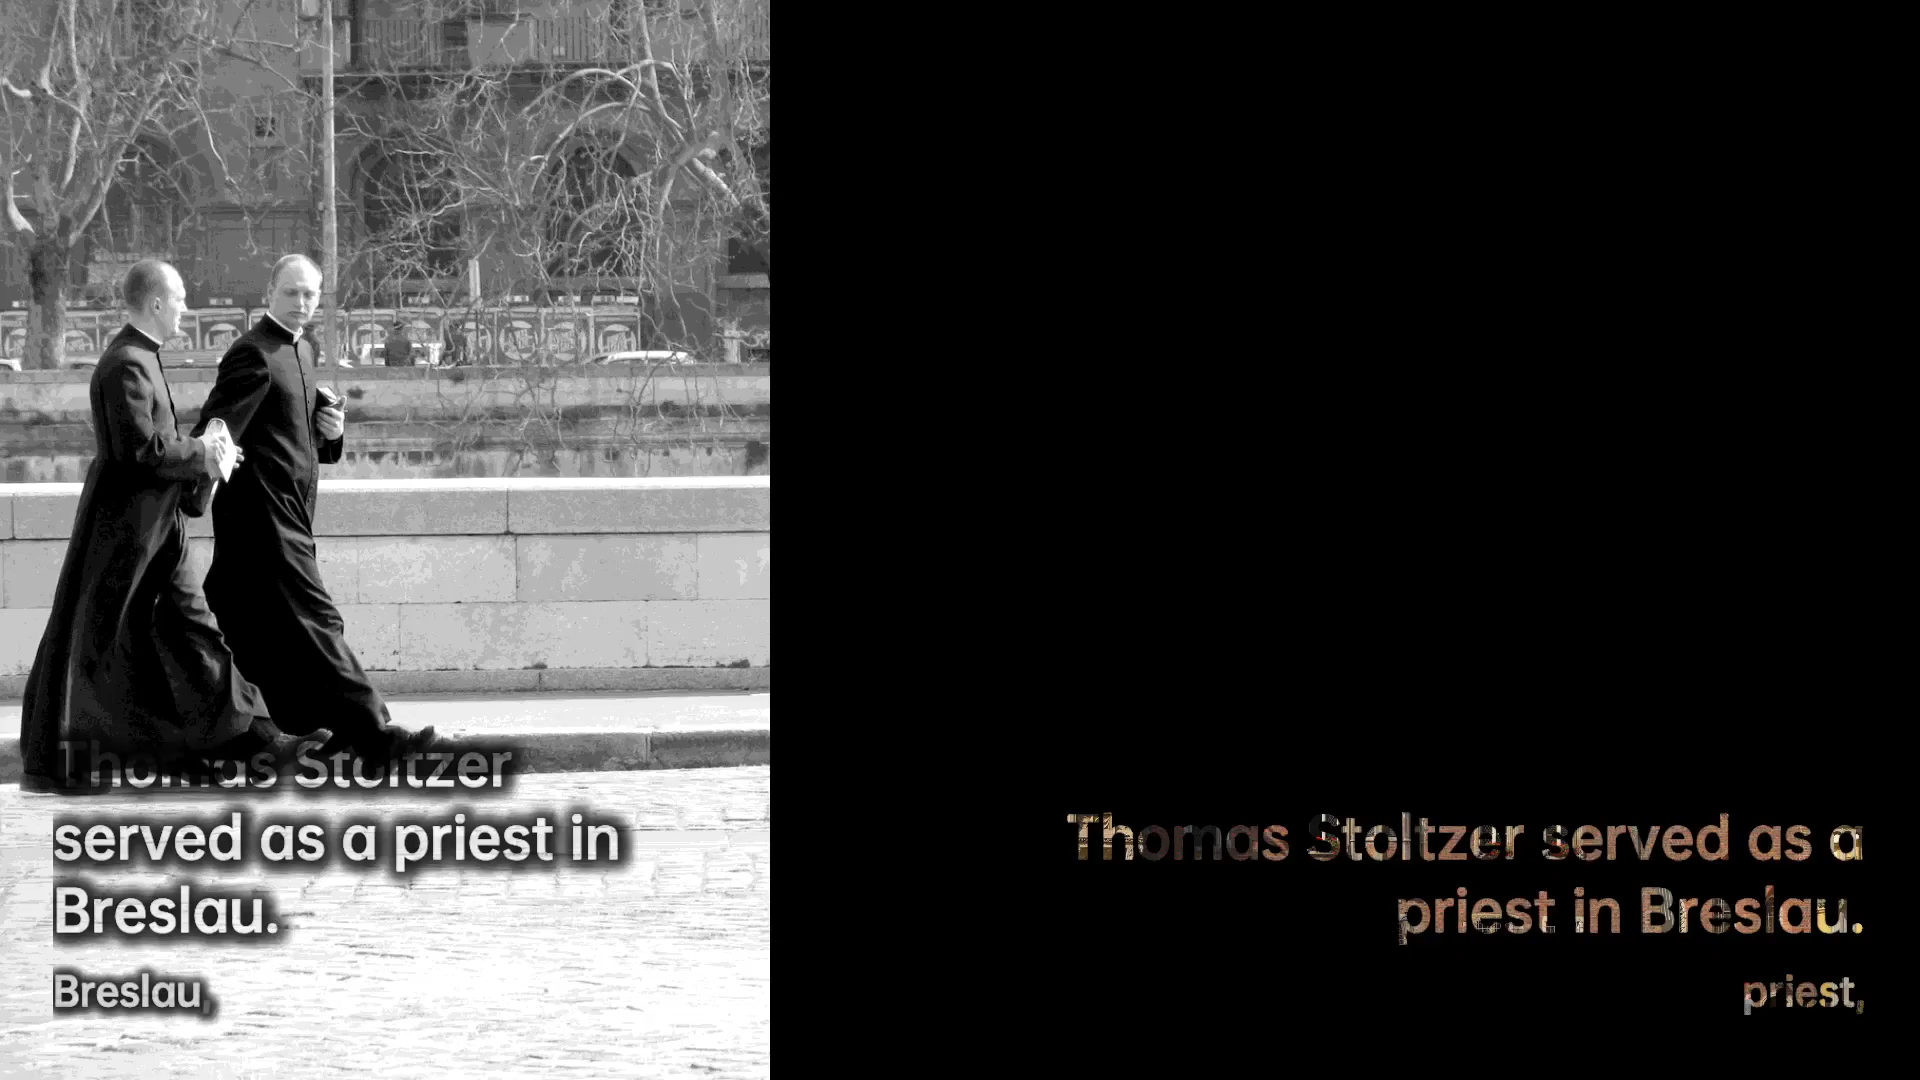 Thomas Stoltzer
served as a priest in
Breslau.
Breslau,
Thomas Stoltzer served as a
priest in Breslau.
priest,